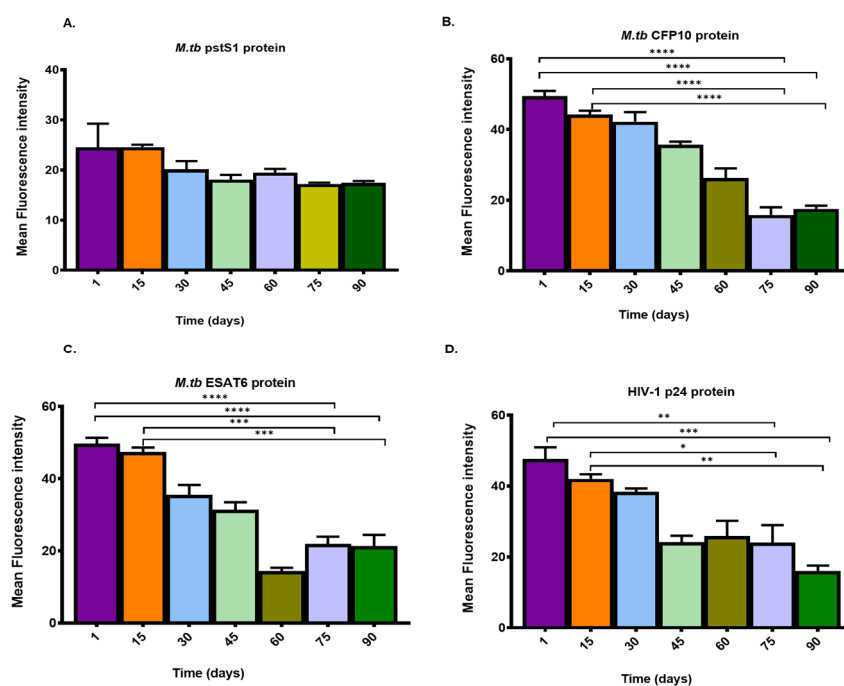 A.
M.tb pstS1 protein
Mean Fluorescence intensity
40
30
20
10
0
1 15 30 45 60 75 90
Time (days)
B.
M.tb CFP10 protein
Mean Fluorescence intensity
60
40
20
0
****
****
****
****
1 15 30 45 60 75 90
Time (days)
C.
M.tb ESAT6 protein
Mean Fluorescence intensity
60
40
20
0
****
****
***
***
1 15 30 45 60 75 90
Time (days)
D.
HIV-1 p24 protein
Mean Fluorescence intensity
60
40
20
0
**
***
*
**
1 15 30 45 60 75 90
Time (days)